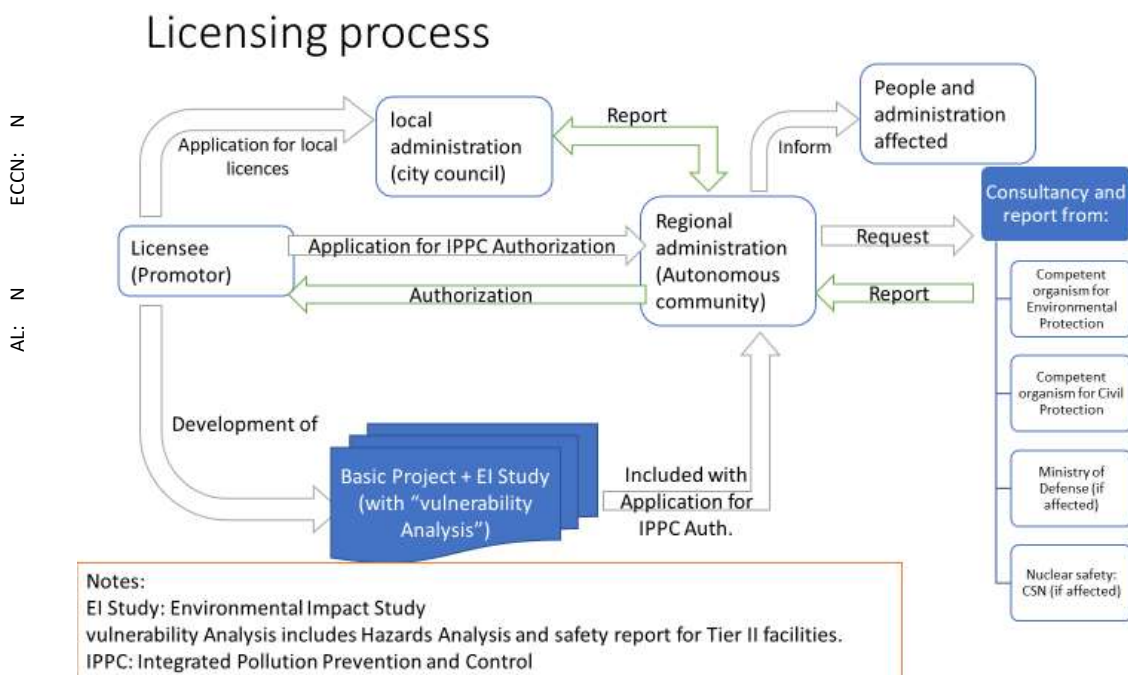 Licensing process
ECCN: N
AL: N
Application for local
licences
local
administration
(city council)
Report
Inform
People and
administration
affected
Licensee
(Promotor)
Application for IPPC Authorization
Authorization
Regional
administration
(Autonomous
community)
Request
Report
Consultancy and
report from:
Competent
organism for
Environmental
Protection
Competent
organism for Civil
Protection
Ministry of
Defense (if
affected)
Nuclear safety:
CSN (if affected)
Development of
Basic Project + EI Study
(with “vulnerability
Analysis”)
Included with
Application for
IPPC Auth.
Notes:
EI Study: Environmental Impact Study
vulnerability Analysis includes Hazards Analysis and safety report for Tier II facilities.
IPPC: Integrated Pollution Prevention and Control